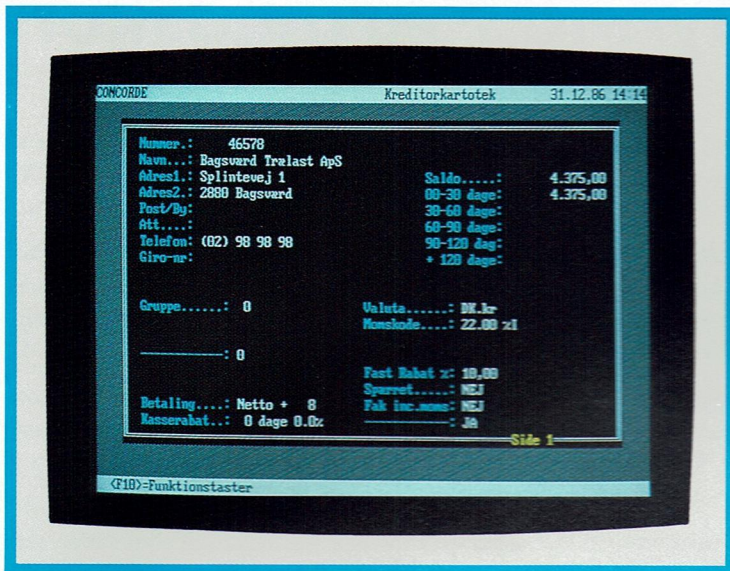 CONCORDE Kreditorkartotek 31.12.86 14:14
Nummer.: 46578
Navn...: Bagsværd Trælast ApS
Adres1.: Splintevej 1 Saldo.....: 4.375,00
Adres2.: 2880 Bagsværd 00-30 dage: 4.375,00
Post/By: 30-60 dage:
Att....: 60-90 dage:
Telefon: (02) 98 98 98 90-120 dag:
Giro-nr: + 120 dage:
Gruppe......: 0 Valuta......: DK.kr
Momskode....: 22.00 %I
------------: 0
Fast Rabat %: 10,00
Spærret.....: NEJ
Betaling....: Netto + 8 Fak inc.moms: NEJ
Kasserabat..: 0 dage 0.0% ------------: JA
Side 1
<F10>=Funktionstaster